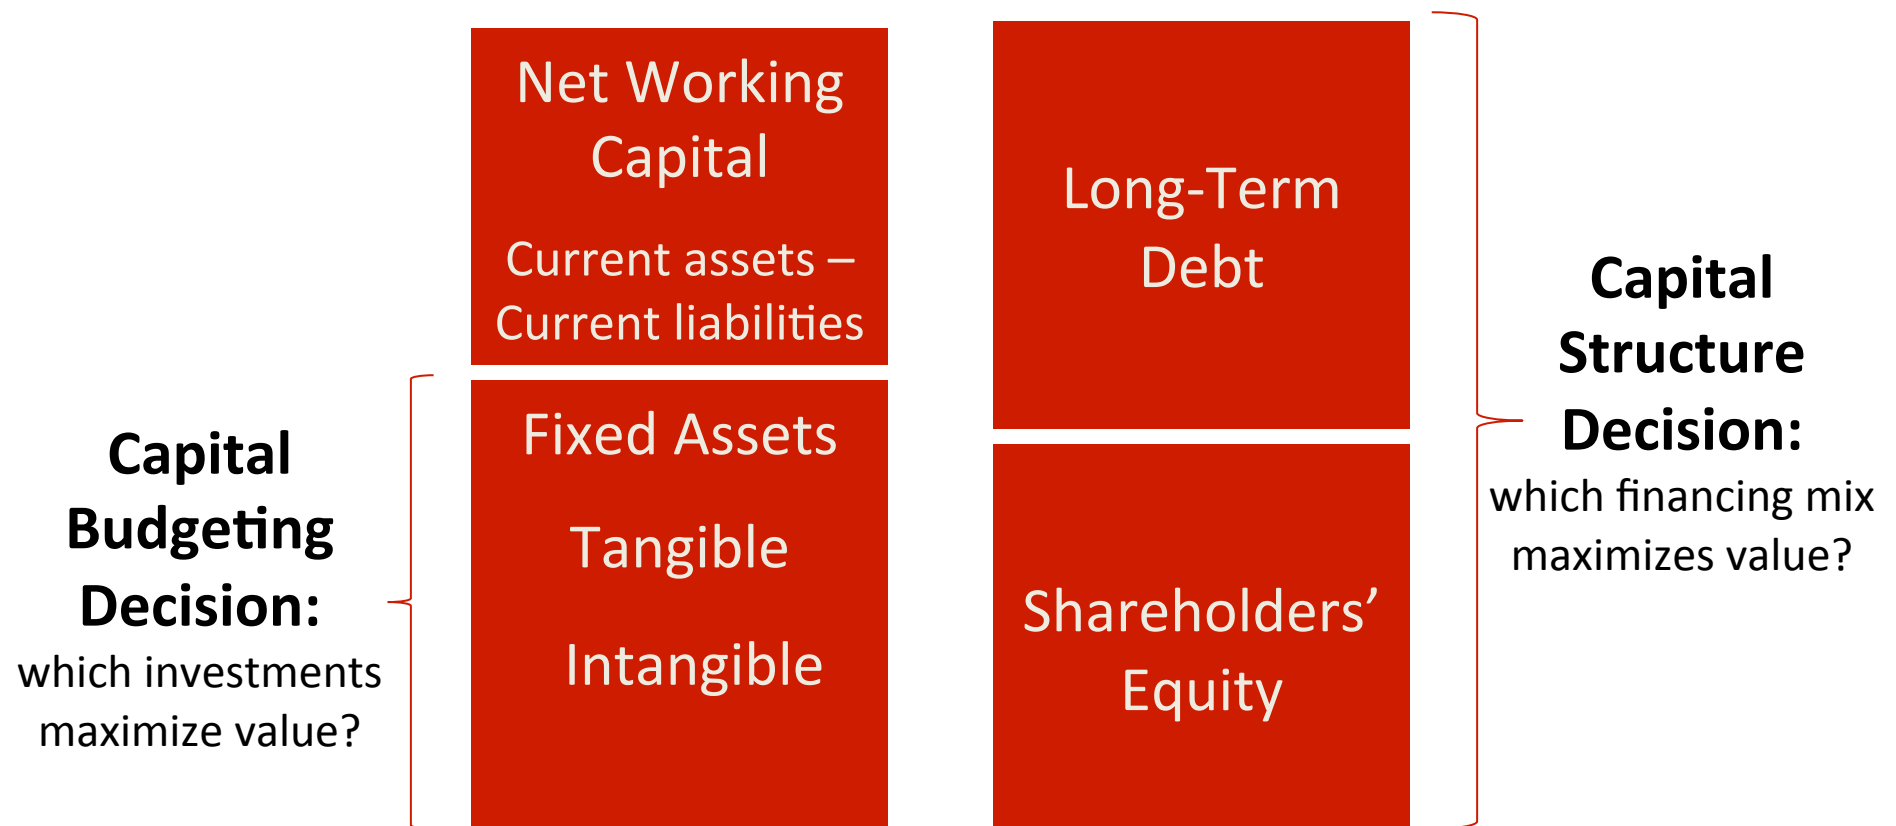 Net Working
Capital
Current assets –
Current liabilities
Fixed Assets
Tangible
Intangible
Capital
Budgeting
Decision:
which investments
maximize value?
Long-Term
Debt
Shareholders’
Equity
Capital
Structure
Decision:
which financing mix
maximizes value?